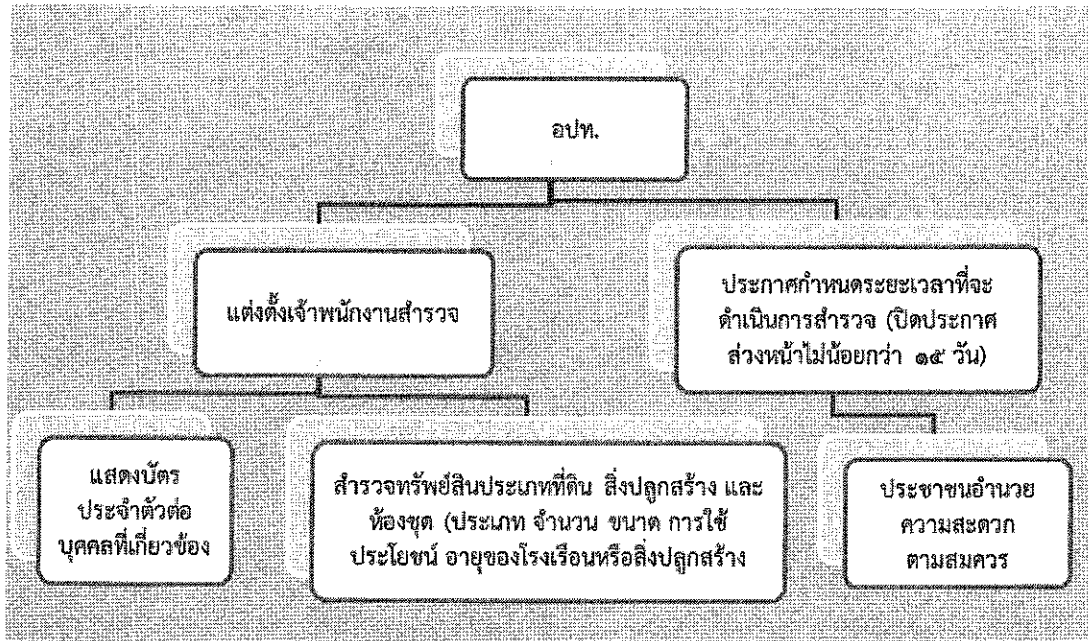 อปท.
แต่งตั้งเจ้าพนักงานสำรวจ
ประกาศกำหนดระยะเวลาที่จะ
ดำเนินการสำรวจ (ปิดประกาศ
ล่วงหน้าไม่น้อยกว่า ๑๕ วัน)
แสดงบัตร
ประจำตัวต่อ
บุคคลที่เกี่ยวข้อง
สำรวจทรัพย์สินประเภทที่ดิน สิ่งปลูกสร้าง และ
ห้องชุด (ประเภท จำนวน ขนาด การใช้
ประโยชน์ อายุของโรงเรือนหรือสิ่งปลูกสร้าง
ประชาชนอำนวย
ความสะดวก
ตามสมควร